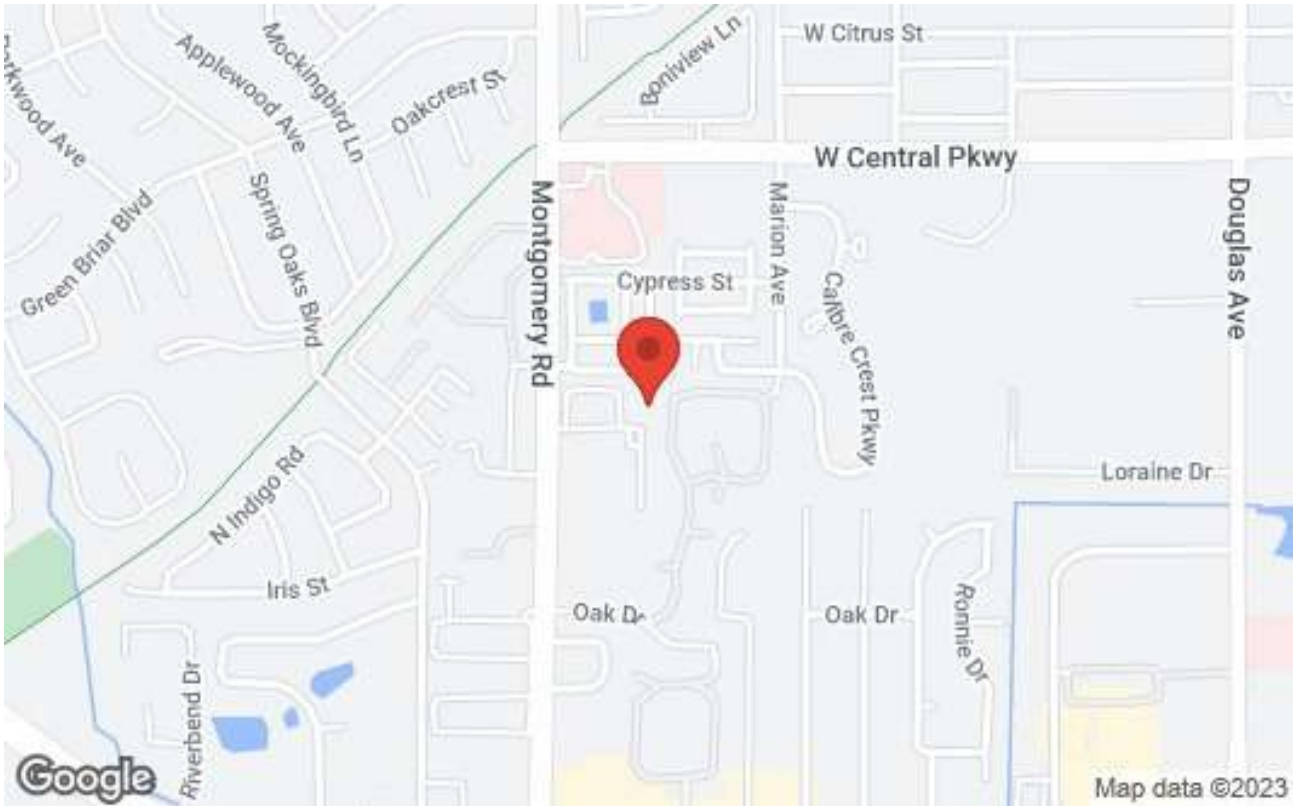 W Citrus St
Boniview Ln
Mockingbird Ln
Applewood Ave
Oakcrest St
Parkwood Ave
W Central Pkwy
Montgomery Rd
Marion Ave
Douglas Ave
Spring Oaks Blvd
Green Briar Blvd
Cypress St
Calibre Crest Pkwy
N Indigo Rd
Loraine Dr
Iris St
Oak Dr
Oak Dr
Ronnie Dr
Riverbend Dr
Google
Map data ©2023